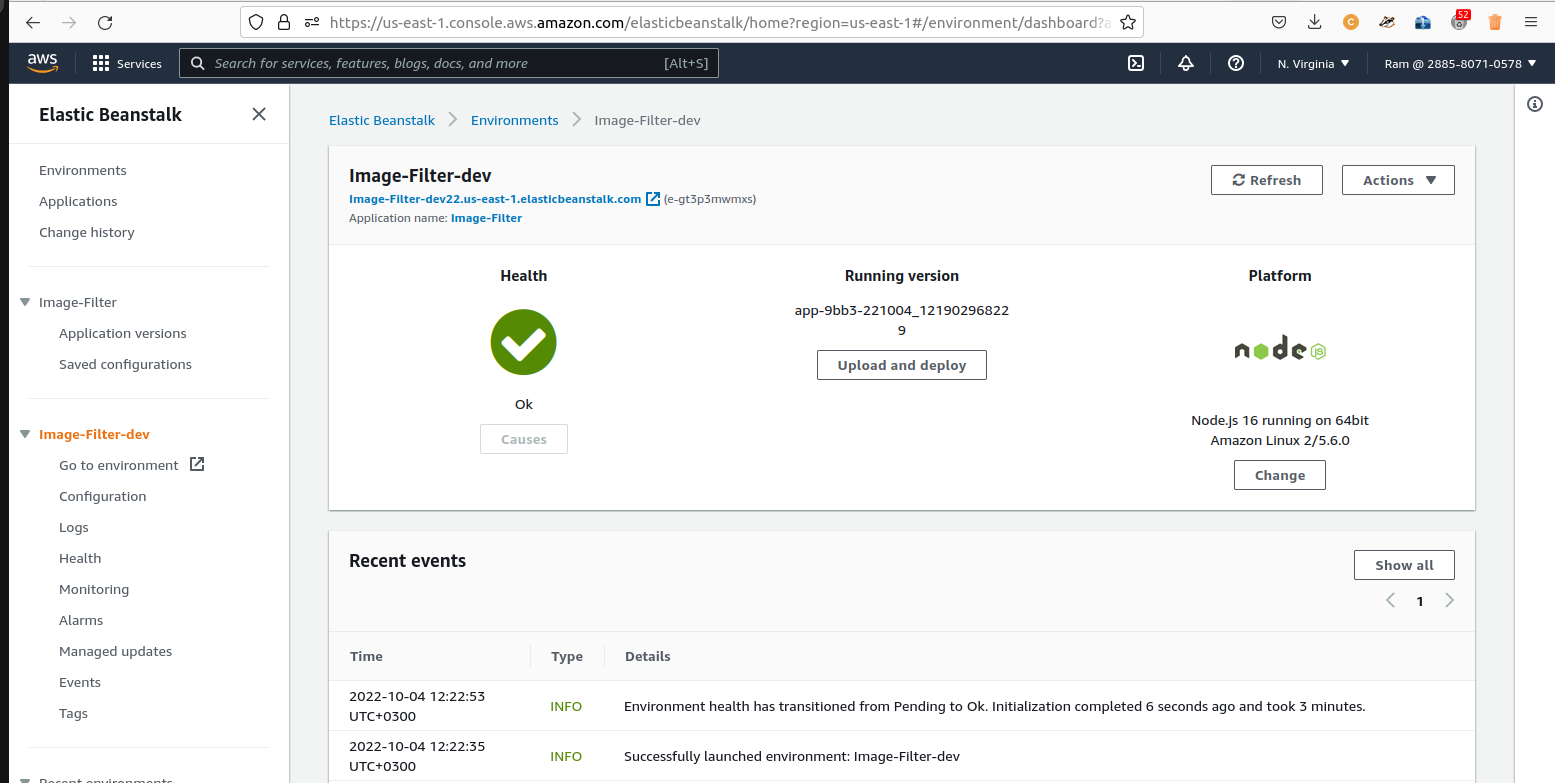 https://us-east-1.console.aws.amazon.com/elasticbeanstalk/home?region=us-east-1#/environment/dashboard?a
52
aws
Services
Search for services, features, blogs, docs, and more
[Alt+S]
N. Virginia
Ram @ 2885-8071-0578
Elastic Beanstalk
Environments
Applications
Change history
Image-Filter
Application versions
Saved configurations
Image-Filter-dev
Go to environment
Configuration
Logs
Health
Monitoring
Alarms
Managed updates
Events
Tags
Recent environments
Elastic Beanstalk
Environments
Image-Filter-dev
Image-Filter-dev
Image-Filter-dev22.us-east-1.elasticbeanstalk.com (e-gt3p3mwmxs)
Application name: Image-Filter
Refresh
Actions
Health
Ok
Causes
Running version
app-9bb3-221004_12190296822
9
Upload and deploy
Platform
node JS
Node.js 16 running on 64bit
Amazon Linux 2/5.6.0
Change
Recent events
Show all
1
Time Type Details
2022-10-04 12:22:53
UTC+0300
INFO
Environment health has transitioned from Pending to Ok. Initialization completed 6 seconds ago and took 3 minutes.
2022-10-04 12:22:35
UTC+0300
INFO
Successfully launched environment: Image-Filter-dev